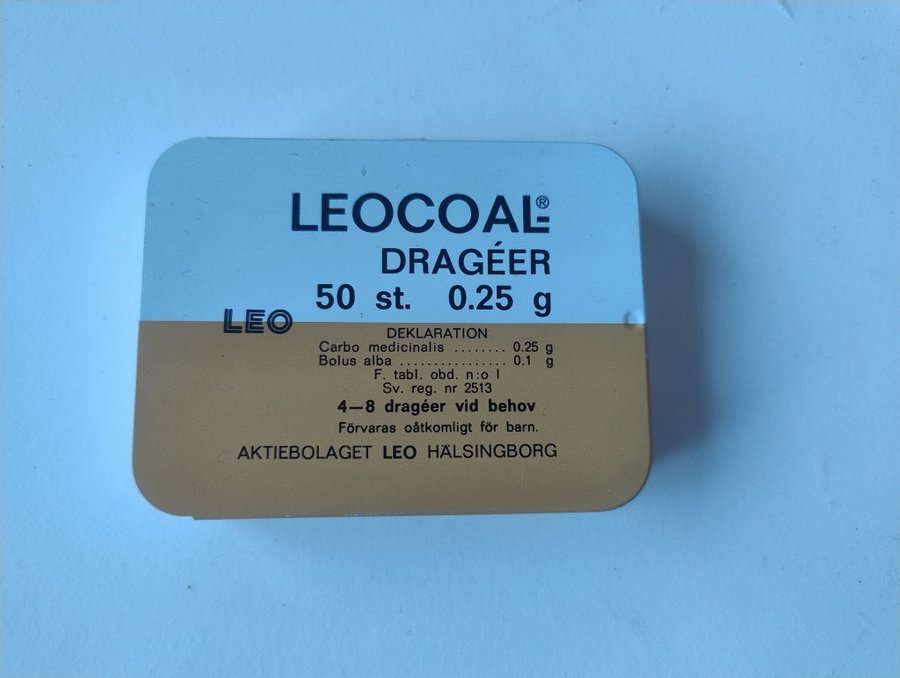 LEOCOAL®
DRAGÉER
50 st. 0.25 g
LEO
DEKLARATION
Carbo medicinalis ........ 0.25 g
Bolus alba ................ 0.1 g
F. tabl. obd. n:o I
Sv. reg. nr 2513
4—8 dragéer vid behov
Förvaras oåtkomligt för barn.
AKTIEBOLAGET LEO HÄLSINGBORG